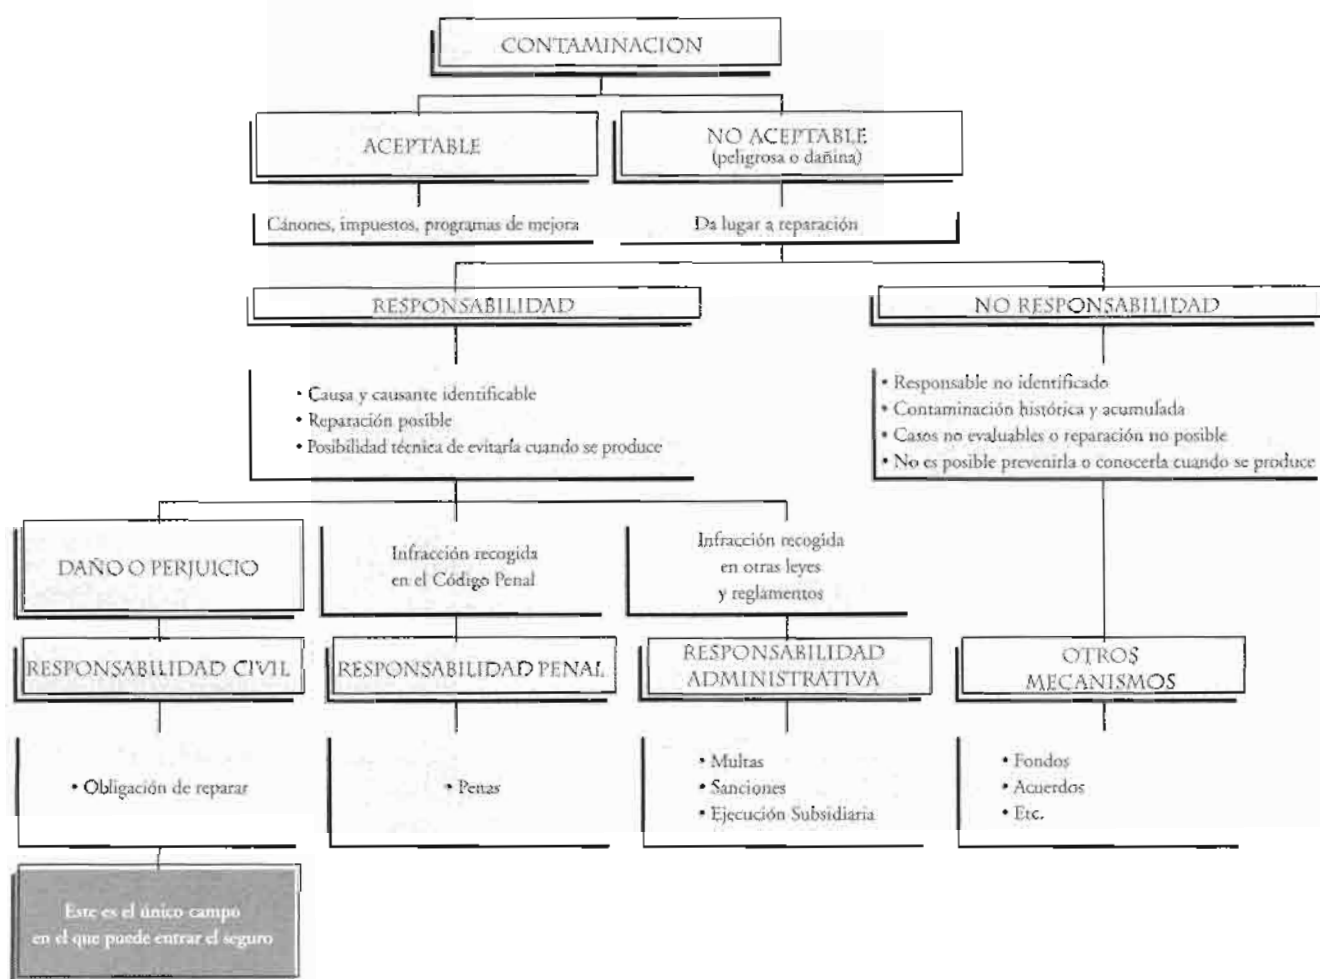 CONTAMINACION
ACEPTABLE
NO ACEPTABLE
(peligrosa o dañina)
Cánones, impuestos, programas de mejora
Da lugar a reparación
RESPONSABILIDAD
NO RESPONSABILIDAD
• Causa y causante identificable
• Reparación posible
• Posibilidad técnica de evitarla cuando se produce
• Responsable no identificado
• Contaminación histórica y acumulada
• Casos no evaluables o reparación no posible
• No es posible prevenirla o conocerla cuando se produce
DAÑO O PERJUICIO
Infracción recogida
en el Código Penal
Infracción recogida
en otras leyes
y reglamentos
RESPONSABILIDAD CIVIL
RESPONSABILIDAD PENAL
RESPONSABILIDAD
ADMINISTRATIVA
OTROS
MECANISMOS
• Obligación de reparar
• Penas
• Multas
• Sanciones
• Ejecución Subsidiaria
• Fondos
• Acuerdos
• Etc.
Este es el único campo
en el que puede entrar el seguro